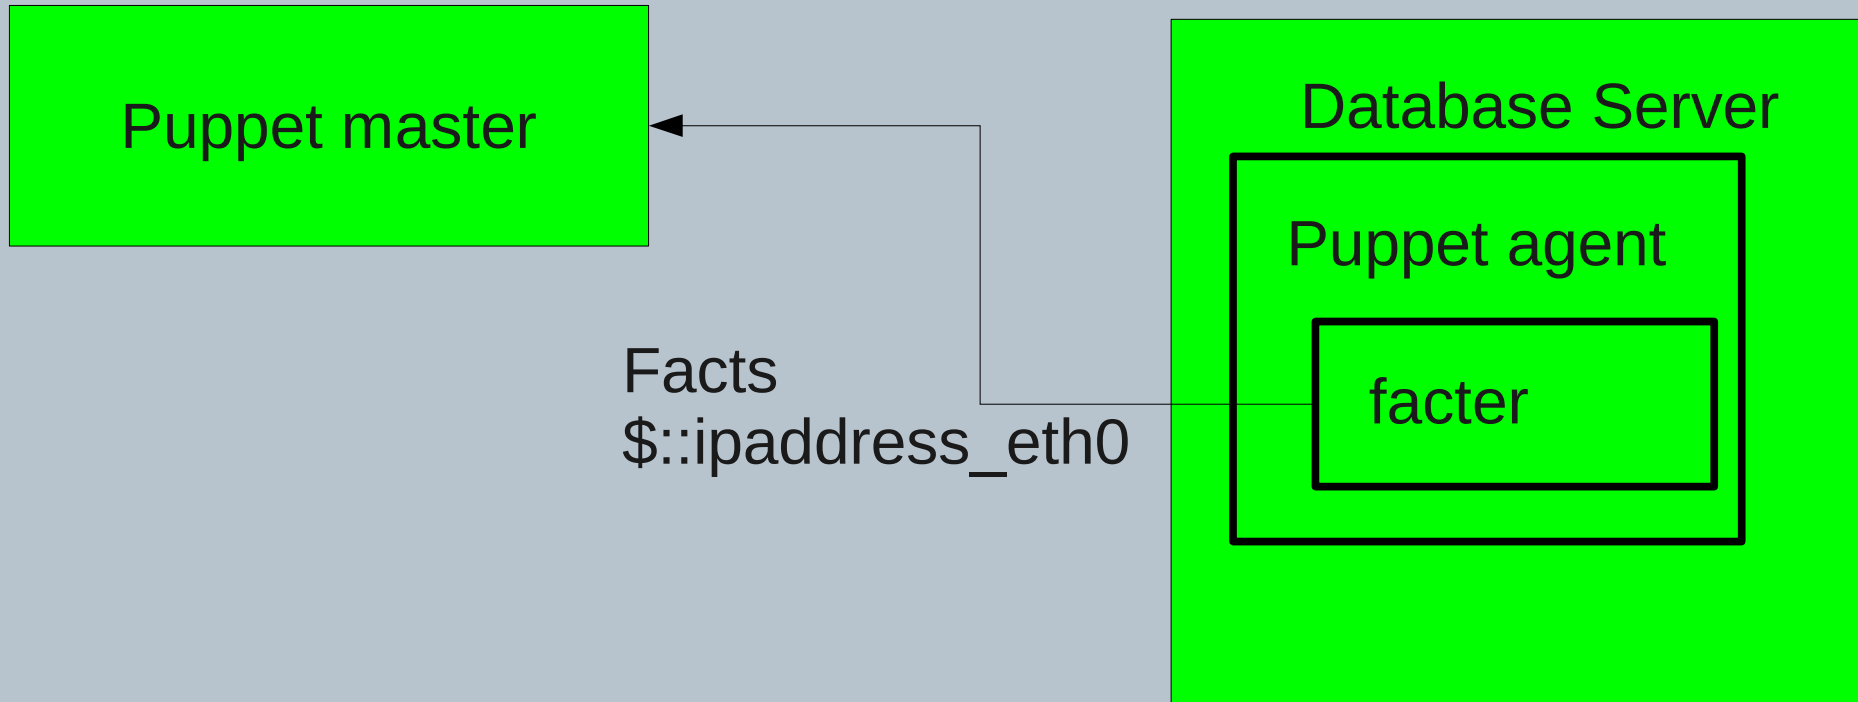 Puppet master
Database Server
Puppet agent
Facts
$::ipaddress_eth0
facter